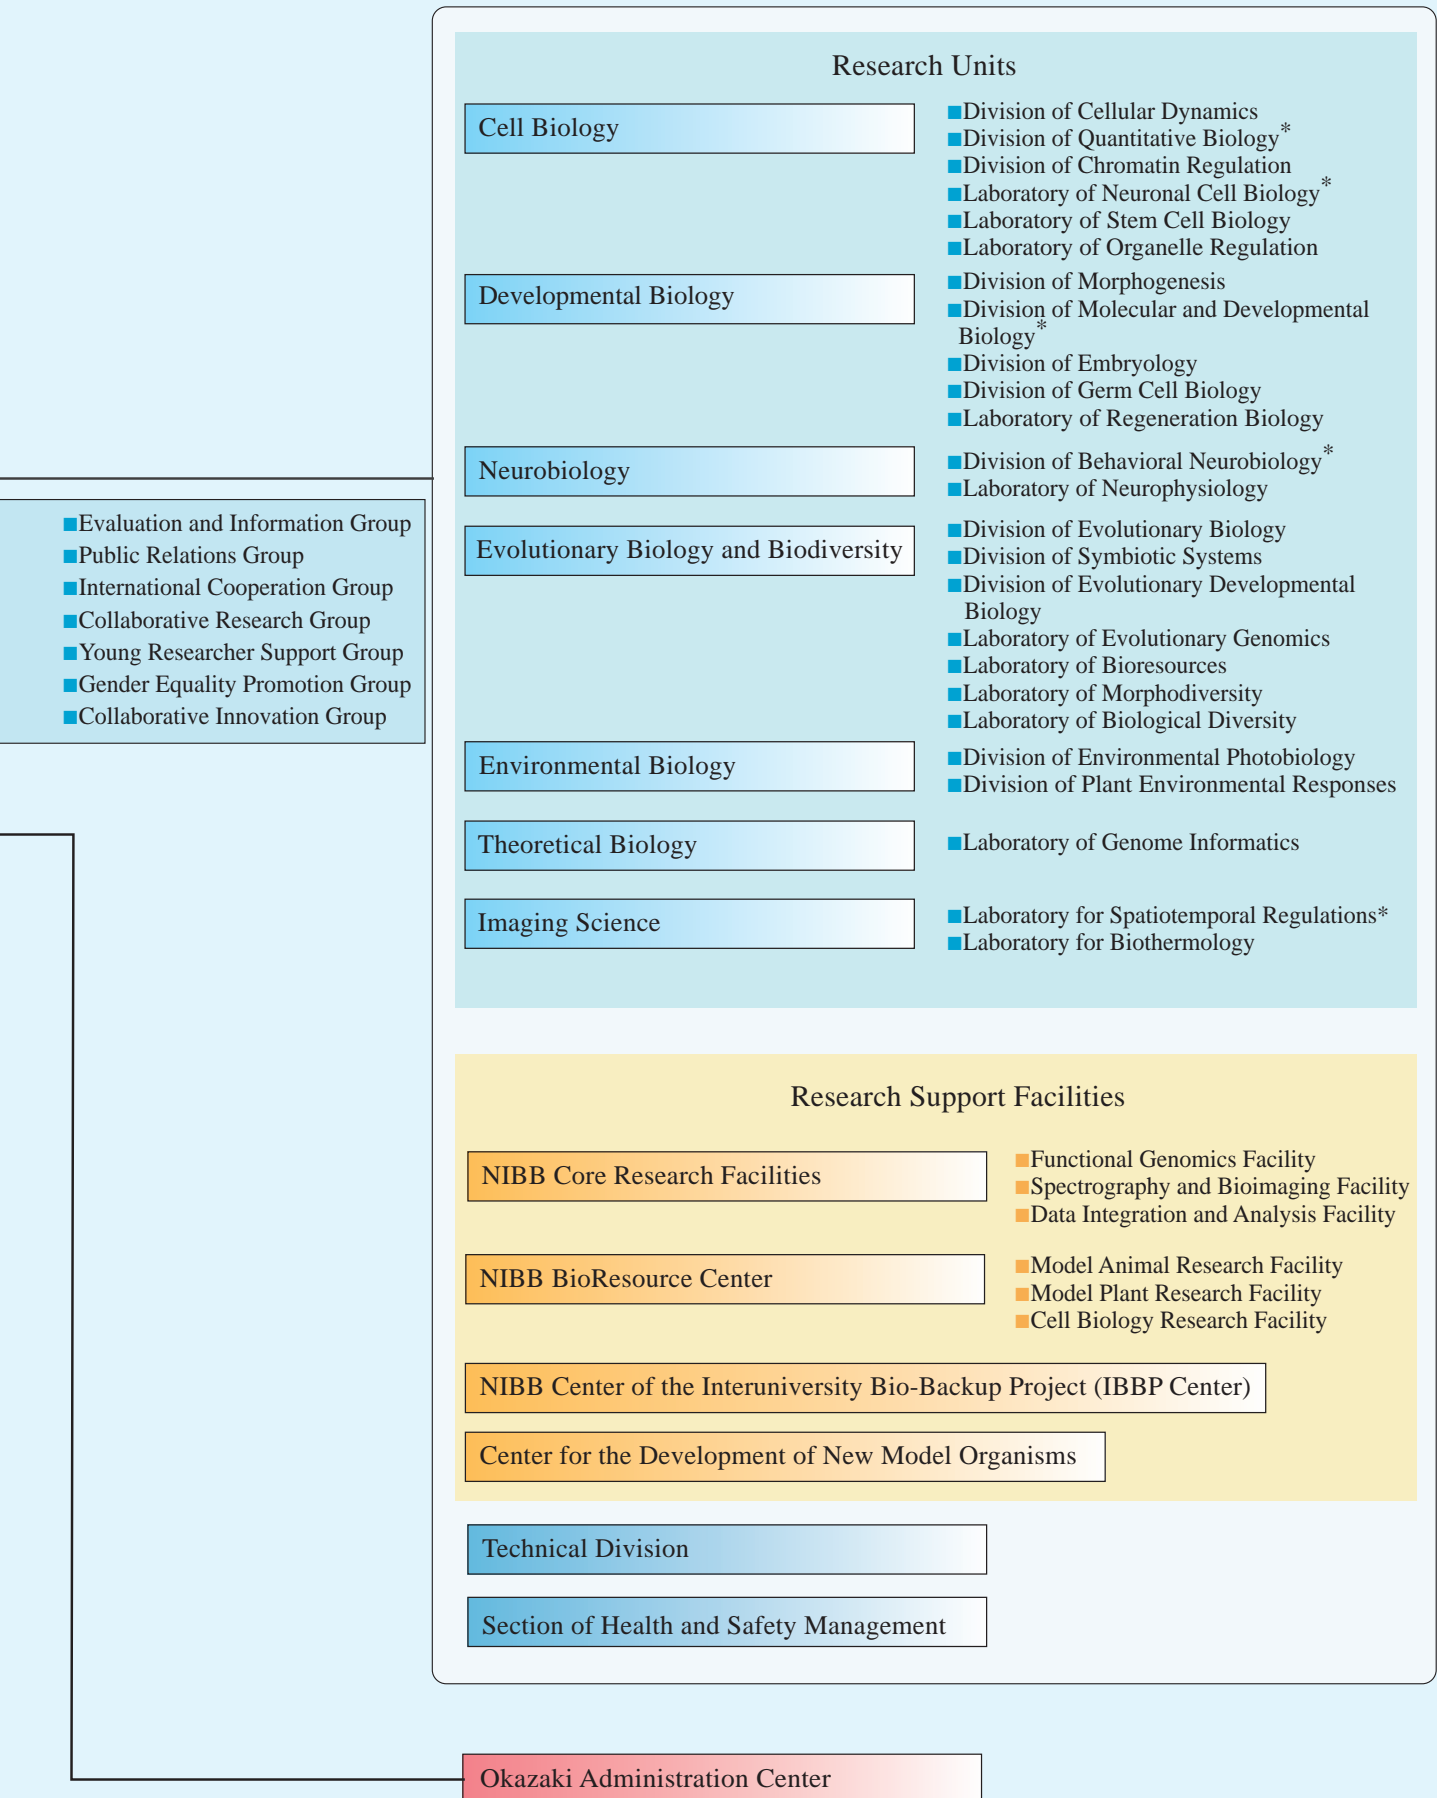 Research Units
Cell Biology
■Division of Cellular Dynamics
■Division of Quantitative Biology*
■Division of Chromatin Regulation
■Laboratory of Neuronal Cell Biology*
■Laboratory of Stem Cell Biology
■Laboratory of Organelle Regulation
Developmental Biology
■Division of Morphogenesis
■Division of Molecular and Developmental
Biology*
■Division of Embryology
■Division of Germ Cell Biology
■Laboratory of Regeneration Biology
Neurobiology
■Division of Behavioral Neurobiology*
■Laboratory of Neurophysiology
Evolutionary Biology and Biodiversity
■Division of Evolutionary Biology
■Division of Symbiotic Systems
■Division of Evolutionary Developmental
Biology
■Laboratory of Evolutionary Genomics
■Laboratory of Bioresources
■Laboratory of Morphodiversity
■Laboratory of Biological Diversity
Environmental Biology
■Division of Environmental Photobiology
■Division of Plant Environmental Responses
Theoretical Biology
■Laboratory of Genome Informatics
Imaging Science
■Laboratory for Spatiotemporal Regulations*
■Laboratory for Biothermology
■Evaluation and Information Group
■Public Relations Group
■International Cooperation Group
■Collaborative Research Group
■Young Researcher Support Group
■Gender Equality Promotion Group
■Collaborative Innovation Group
Research Support Facilities
NIBB Core Research Facilities
■Functional Genomics Facility
■Spectrography and Bioimaging Facility
■Data Integration and Analysis Facility
NIBB BioResource Center
■Model Animal Research Facility
■Model Plant Research Facility
■Cell Biology Research Facility
NIBB Center of the Interuniversity Bio-Backup Project (IBBP Center)
Center for the Development of New Model Organisms
Technical Division
Section of Health and Safety Management
Okazaki Administration Center